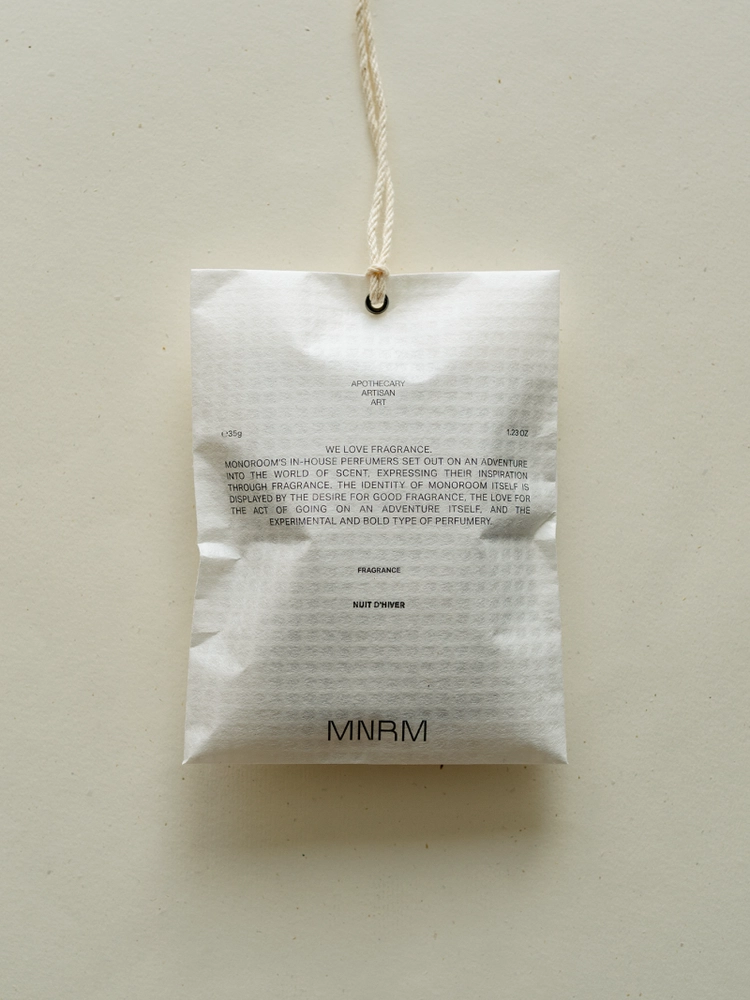 APOTHECARY
ARTISAN
ART
℮35g 1.23 OZ
WE LOVE FRAGRANCE.
MONOROOM'S IN-HOUSE PERFUMERS SET OUT ON AN ADVENTURE
INTO THE WORLD OF SCENT, EXPRESSING THEIR INSPIRATION
THROUGH FRAGRANCE. THE IDENTITY OF MONOROOM ITSELF IS
DISPLAYED BY THE DESIRE FOR GOOD FRAGRANCE, THE LOVE FOR
THE ACT OF GOING ON AN ADVENTURE ITSELF, AND THE
EXPERIMENTAL AND BOLD TYPE OF PERFUMERY.
FRAGRANCE
NUIT D'HIVER
MNRM